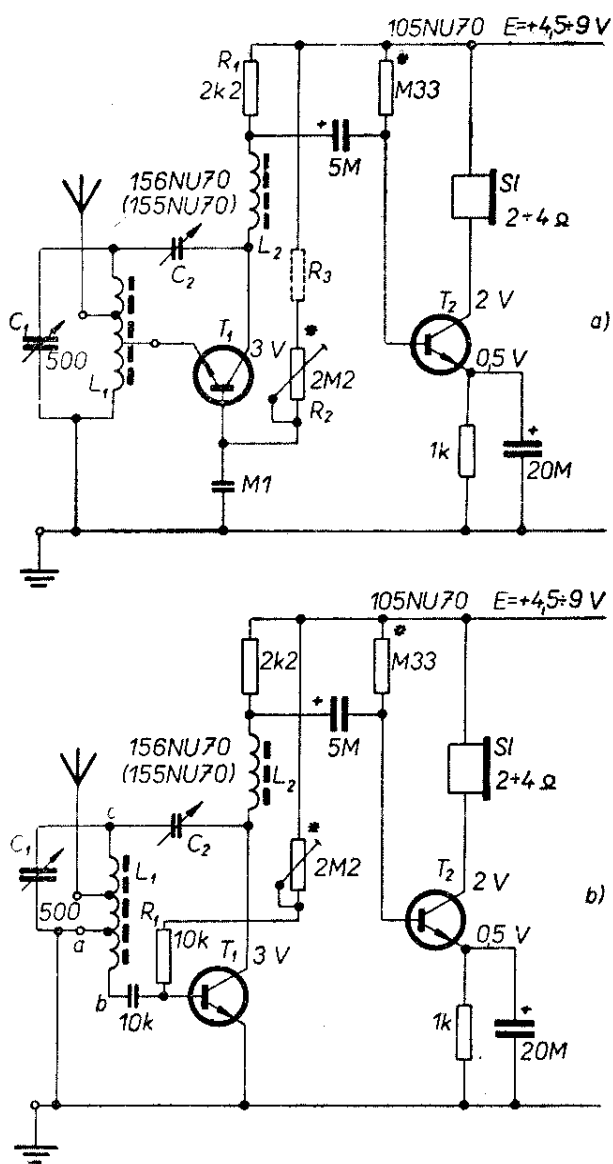 105NU70 E=+4,5÷9 V
R1
2k2
*
M33
+
5M
156NU70
(155NU70)
Sl
2÷4 Ω
L2
C2
R3
C1
500
L1
T1
3 V
*
2M2
R2
T2
2 V
a)
0,5 V
M1
1k
+
20M
105NU70 E=+4,5÷9 V
2k2
*
M33
+
5M
156NU70
(155NU70)
L2
Sl
2÷4 Ω
c
C1
C2
*
2M2
L1
500
a
R1
10k
T2
2 V
b)
T1
3 V
0,5 V
b
10k
1k
+
20M